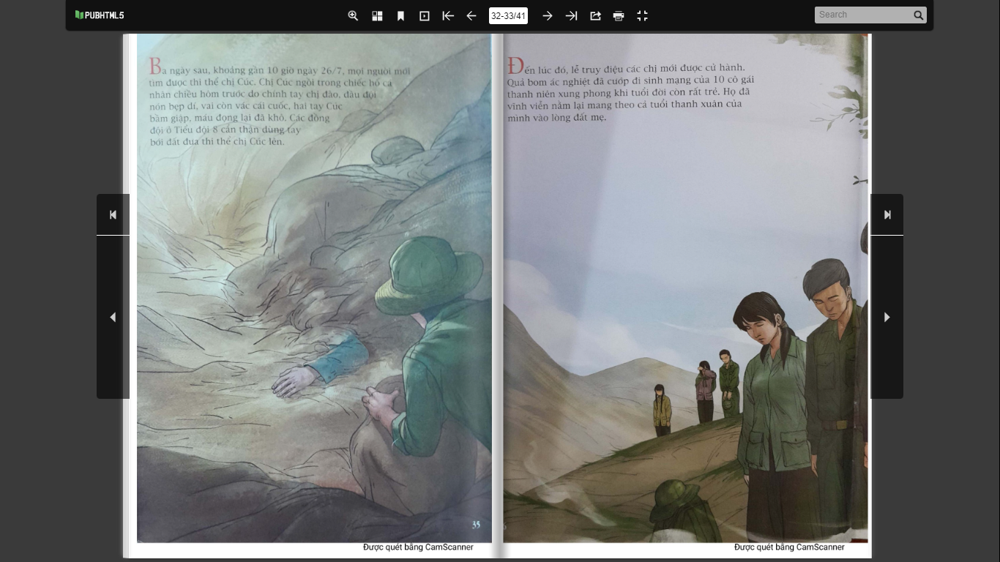 PUBHTML5
32-33/41
Search
Ba ngày sau, khoảng gần 10 giờ ngày 26/7, mọi người mới
tìm được thi thể chị Cúc. Chị Cúc ngồi trong chiếc hố cá
nhân chiều hôm trước do chính tay chị đào, đầu đội
nón bẹp dí, vai còn vác cái cuốc, hai tay Cúc
bầm giập, máu đọng lại đã khô. Các đồng
đội ở Tiểu đội 8 cẩn thận dùng tay
bới đất đưa thi thể chị Cúc lên.
35
Được quét bằng CamScanner
Đến lúc đó, lễ truy điệu các chị mới được cử hành.
Quả bom ác nghiệt đã cướp đi sinh mạng của 10 cô gái
thanh niên xung phong khi tuổi đời còn rất trẻ. Họ đã
vĩnh viễn nằm lại mang theo cả tuổi thanh xuân của
mình vào lòng đất mẹ.
Được quét bằng CamScanner